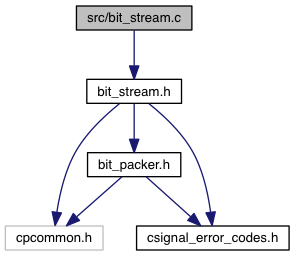 src/bit_stream.c
bit_stream.h
bit_packer.h
cpcommon.h
csignal_error_codes.h